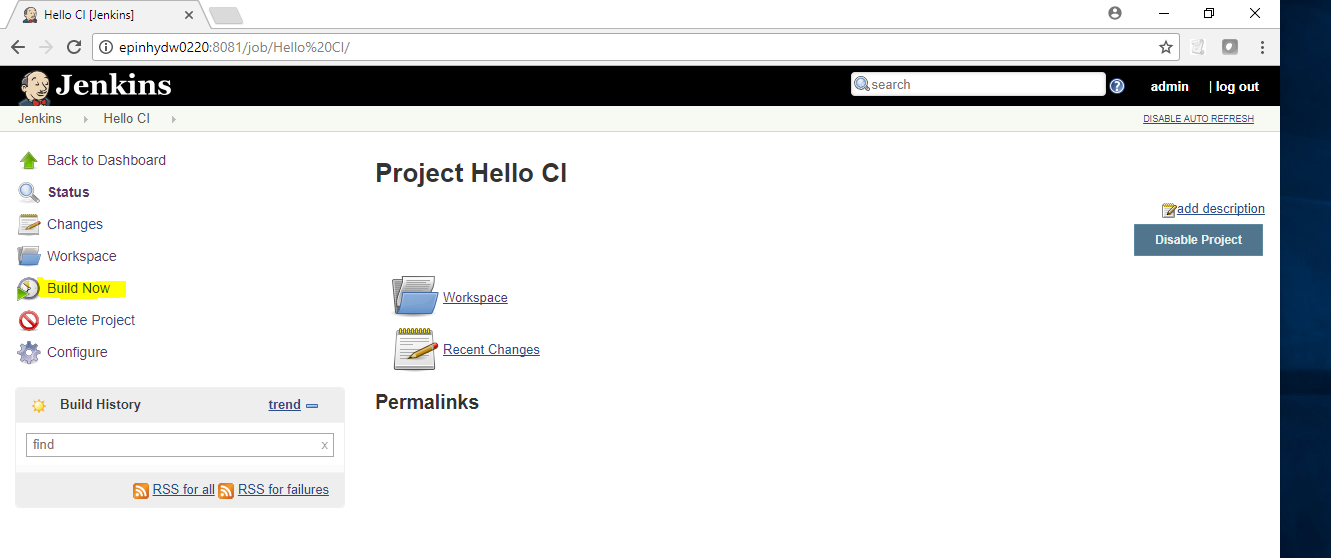 Hello CI [Jenkins]
epinhydw0220:8081/job/Hello%20CI/
Jenkins
search
admin | log out
Jenkins Hello CI
DISABLE AUTO REFRESH
Back to Dashboard
Status
Changes
Workspace
Build Now
Delete Project
Configure
Build History trend
find x
RSS for all RSS for failures
Project Hello CI
add description
Disable Project
Workspace
Recent Changes
Permalinks